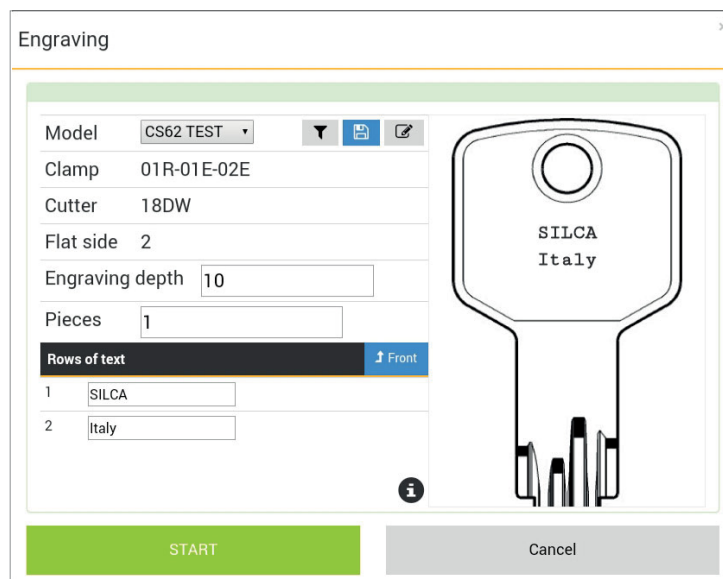 Engraving
Model CS62 TEST
Clamp 01R-01E-02E
Cutter 18DW
Flat side 2
Engraving depth 10
Pieces 1
Rows of text Front
1 SILCA
2 Italy
SILCA
Italy
START Cancel